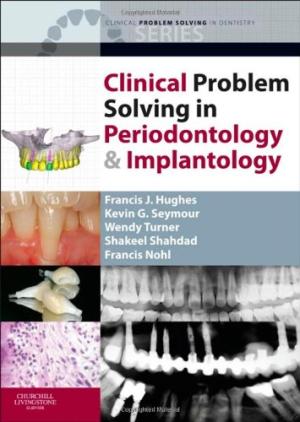 CLINICAL PROBLEM SOLVING IN DENTISTRY
SERIES
Clinical Problem
Solving in
Periodontology
& Implantology
Francis J. Hughes
Kevin G. Seymour
Wendy Turner
Shakeel Shahdad
Francis Nohl
CHURCHILL
LIVINGSTONE
ELSEVIER